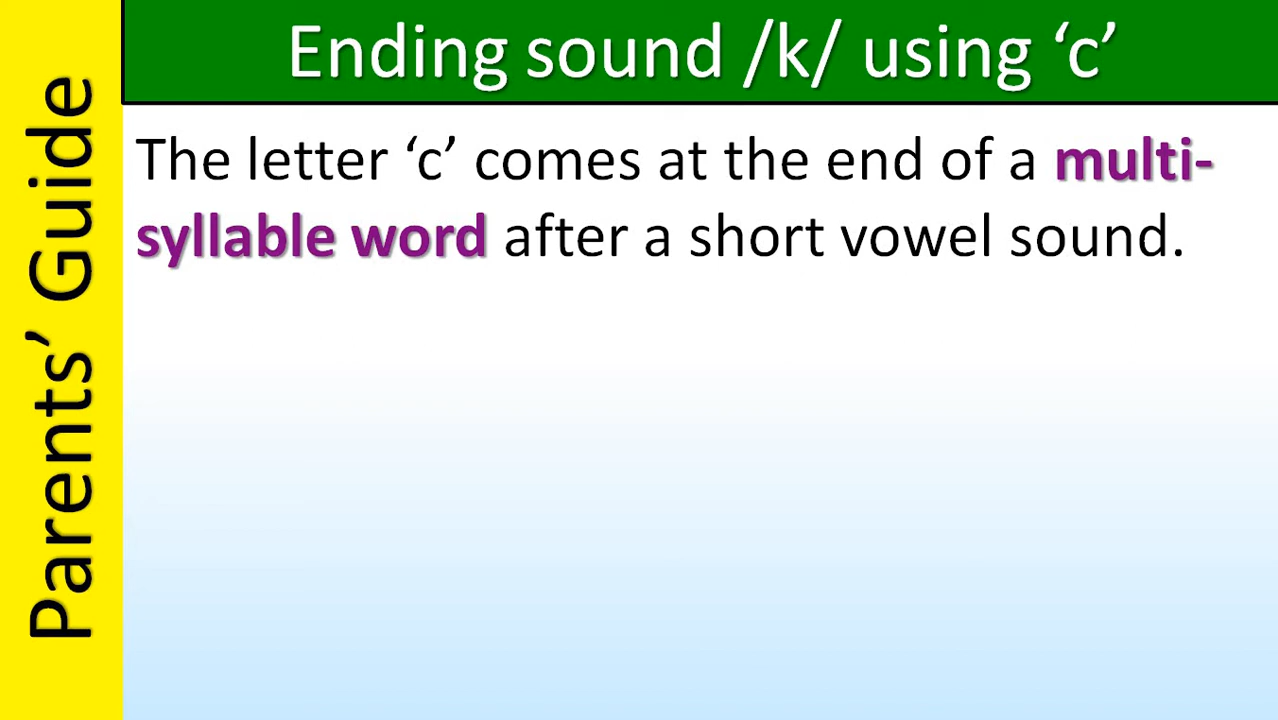 Parents’ Guide
Ending sound /k/ using ‘c’
The letter ‘c’ comes at the end of a multi-
syllable word after a short vowel sound.